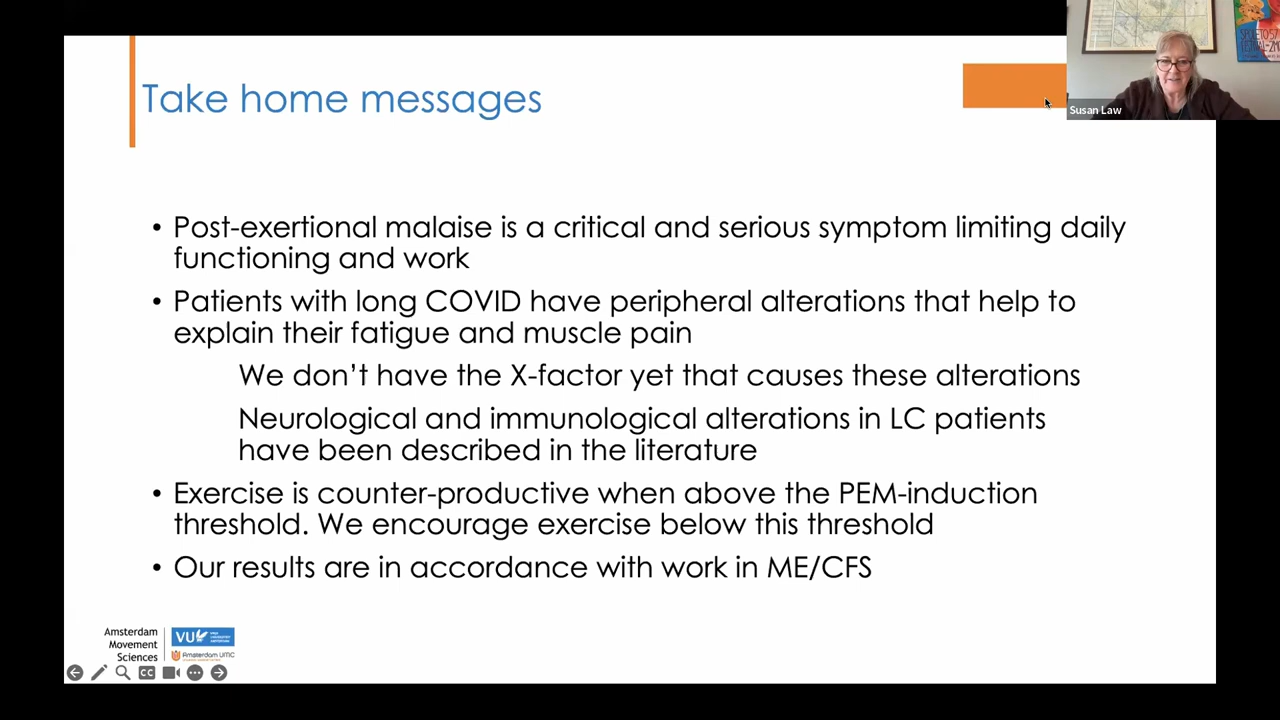 Take home messages
Susan Law
• Post-exertional malaise is a critical and serious symptom limiting daily
functioning and work
• Patients with long COVID have peripheral alterations that help to
explain their fatigue and muscle pain
We don't have the X-factor yet that causes these alterations
Neurological and immunological alterations in LC patients
have been described in the literature
• Exercise is counter-productive when above the PEM-induction
threshold. We encourage exercise below this threshold
• Our results are in accordance with work in ME/CFS
Amsterdam
Movement
Sciences
VU
Amsterdam UMC
CC